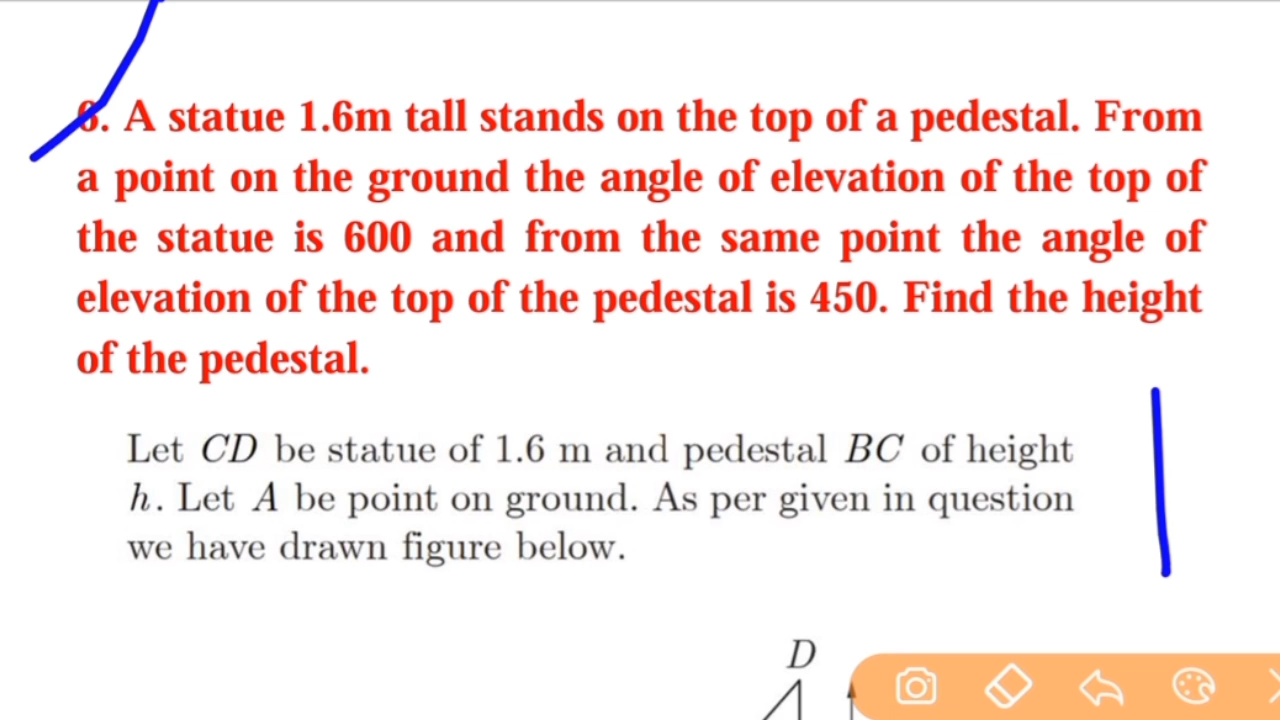 6. A statue 1.6m tall stands on the top of a pedestal. From
a point on the ground the angle of elevation of the top of
the statue is 600 and from the same point the angle of
elevation of the top of the pedestal is 450. Find the height
of the pedestal.
Let CD be statue of 1.6 m and pedestal BC of height
h. Let A be point on ground. As per given in question
we have drawn figure below.
D